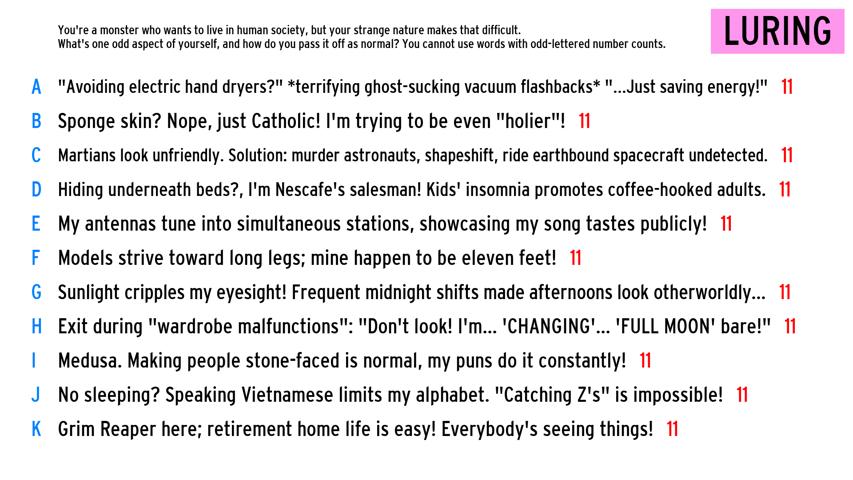 You're a monster who wants to live in human society, but your strange nature makes that difficult.
What's one odd aspect of yourself, and how do you pass it off as normal? You cannot use words with odd-lettered number counts.
LURING
A "Avoiding electric hand dryers?" *terrifying ghost-sucking vacuum flashbacks* "...Just saving energy!" 11
B Sponge skin? Nope, just Catholic! I'm trying to be even "holier"! 11
C Martians look unfriendly. Solution: murder astronauts, shapeshift, ride earthbound spacecraft undetected. 11
D Hiding underneath beds?, I'm Nescafe's salesman! Kids' insomnia promotes coffee-hooked adults. 11
E My antennas tune into simultaneous stations, showcasing my song tastes publicly! 11
F Models strive toward long legs; mine happen to be eleven feet! 11
G Sunlight cripples my eyesight! Frequent midnight shifts made afternoons look otherworldly... 11
H Exit during "wardrobe malfunctions": "Don't look! I'm... 'CHANGING'... 'FULL MOON' bare!" 11
I Medusa. Making people stone-faced is normal, my puns do it constantly! 11
J No sleeping? Speaking Vietnamese limits my alphabet. "Catching Z's" is impossible! 11
K Grim Reaper here; retirement home life is easy! Everybody's seeing things! 11